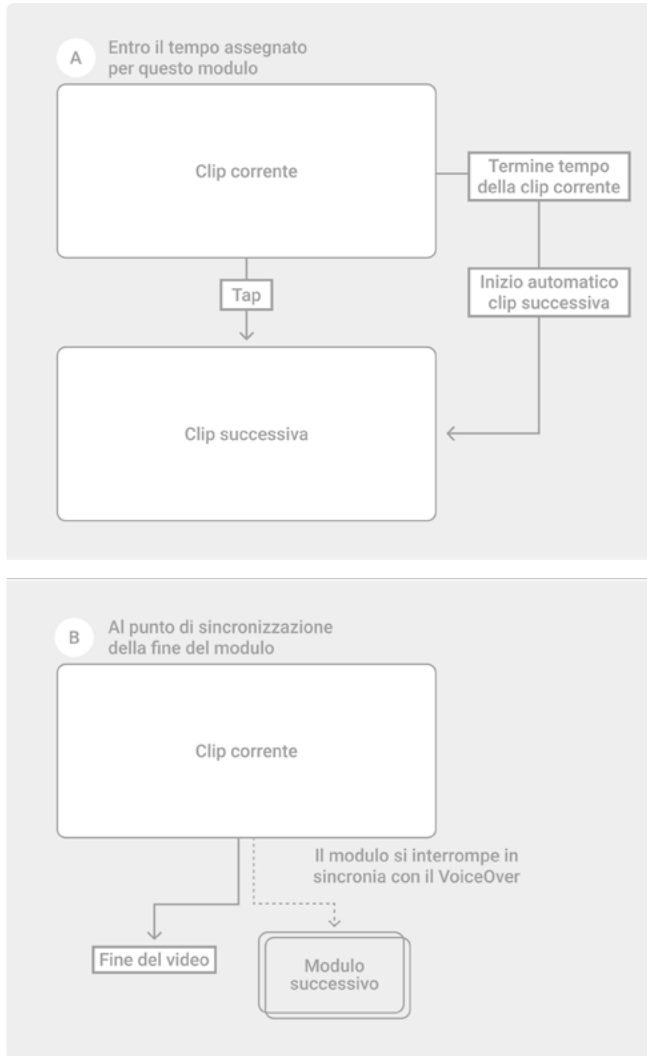 A
Entro il tempo assegnato
per questo modulo
Clip corrente
Termine tempo
della clip corrente
Tap
Inizio automatico
clip successiva
Clip successiva
B
Al punto di sincronizzazione
della fine del modulo
Clip corrente
Il modulo si interrompe in
sincronia con il VoiceOver
Fine del video
Modulo
successivo